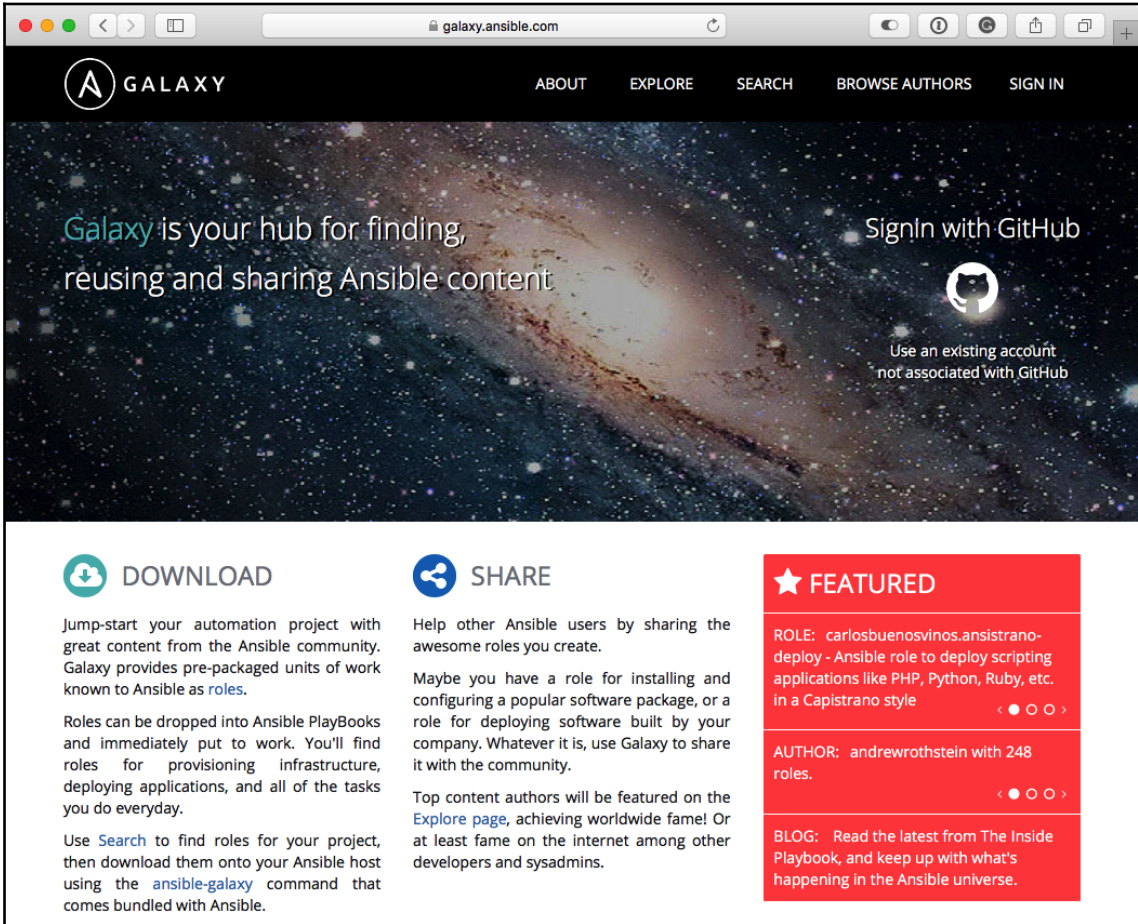 galaxy.ansible.com
GALAXY
ABOUT
EXPLORE
SEARCH
BROWSE AUTHORS
SIGN IN
Galaxy is your hub for finding,
reusing and sharing Ansible content
SignIn with GitHub
Use an existing account
not associated with GitHub
DOWNLOAD
Jump-start your automation project with
great content from the Ansible community.
Galaxy provides pre-packaged units of work
known to Ansible as roles.
Roles can be dropped into Ansible PlayBooks
and immediately put to work. You'll find
roles for provisioning infrastructure,
deploying applications, and all of the tasks
you do everyday.
Use Search to find roles for your project,
then download them onto your Ansible host
using the ansible-galaxy command that
comes bundled with Ansible.
SHARE
Help other Ansible users by sharing the
awesome roles you create.
Maybe you have a role for installing and
configuring a popular software package, or a
role for deploying software built by your
company. Whatever it is, use Galaxy to share
it with the community.
Top content authors will be featured on the
Explore page, achieving worldwide fame! Or
at least fame on the internet among other
developers and sysadmins.
FEATURED
ROLE: carlosbuenosvinos.ansistrano-
deploy - Ansible role to deploy scripting
applications like PHP, Python, Ruby, etc.
in a Capistrano style
AUTHOR: andrewrothstein with 248
roles.
BLOG: Read the latest from The Inside
Playbook, and keep up with what's
happening in the Ansible universe.